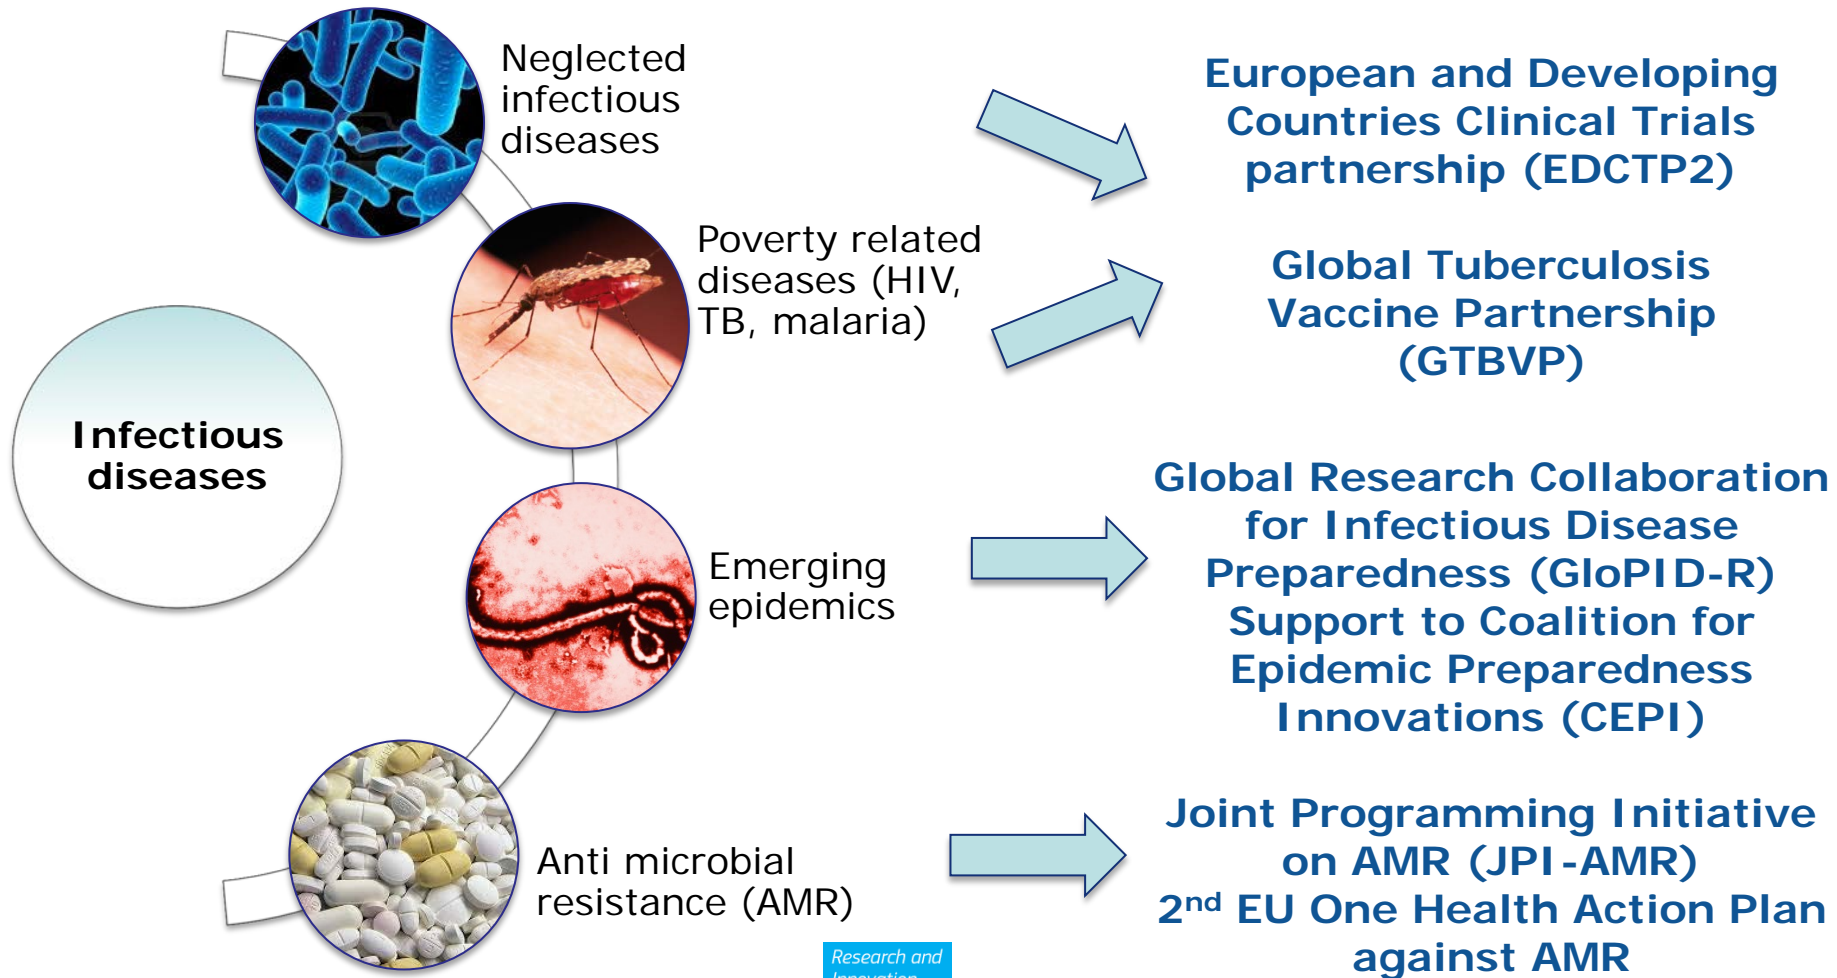 Neglected
infectious
diseases
European and Developing
Countries Clinical Trials
partnership (EDCTP2)
Poverty related
diseases (HIV,
TB, malaria)
Global Tuberculosis
Vaccine Partnership
(GTBVP)
Infectious
diseases
Emerging
epidemics
Global Research Collaboration
for Infectious Disease
Preparedness (GloPID-R)
Support to Coalition for
Epidemic Preparedness
Innovations (CEPI)
Anti microbial
resistance (AMR)
Joint Programming Initiative
on AMR (JPI-AMR)
2nd EU One Health Action Plan
against AMR
Research and
Innovation